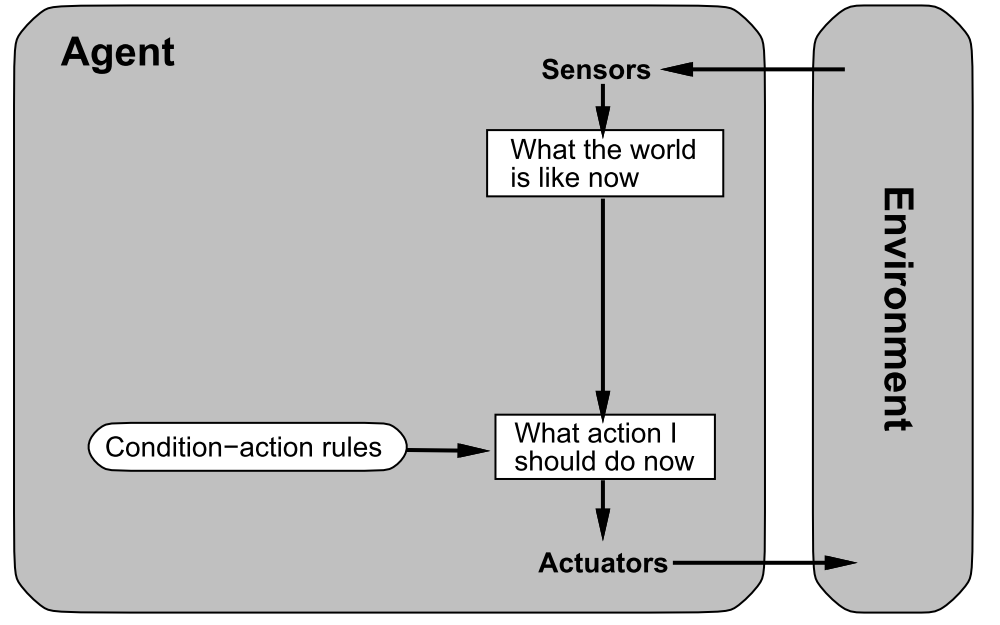 Agent
Sensors
What the world
is like now
Environment
Condition−action rules
What action I
should do now
Actuators